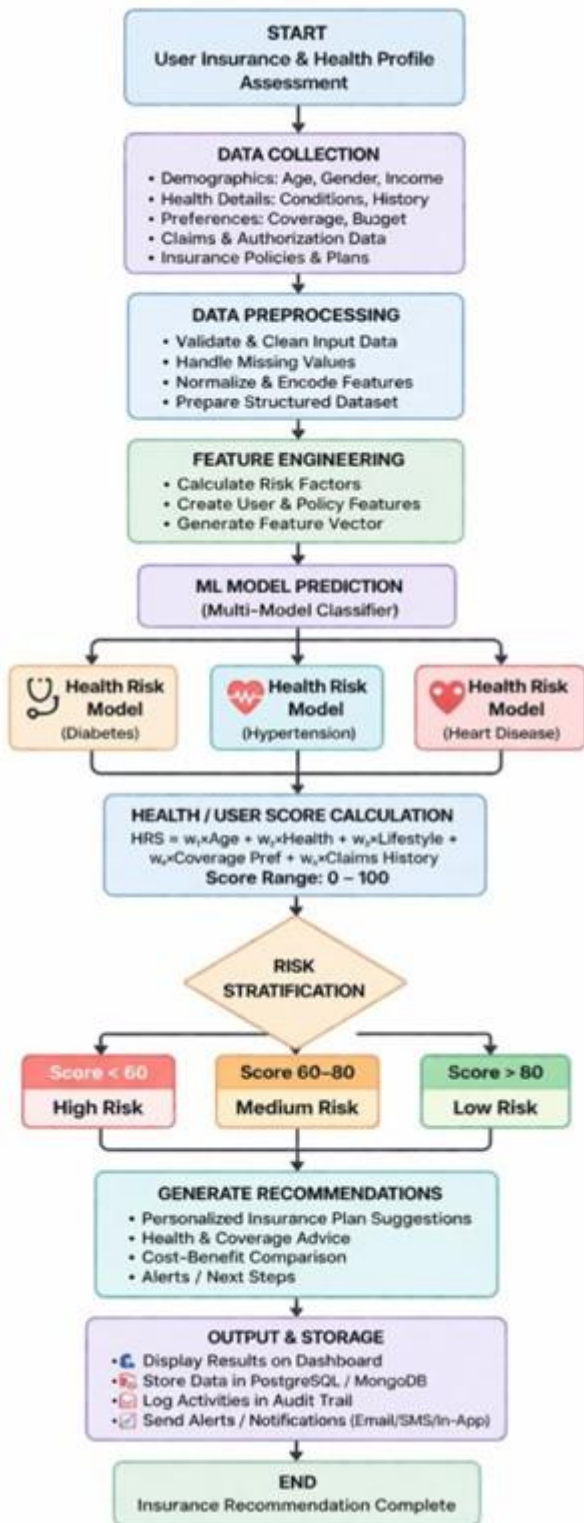 START
User Insurance & Health Profile
Assessment
DATA COLLECTION
• Demographics: Age, Gender, Income
• Health Details: Conditions, History
• Preferences: Coverage, Budget
• Claims & Authorization Data
• Insurance Policies & Plans
DATA PREPROCESSING
• Validate & Clean Input Data
• Handle Missing Values
• Normalize & Encode Features
• Prepare Structured Dataset
FEATURE ENGINEERING
• Calculate Risk Factors
• Create User & Policy Features
• Generate Feature Vector
ML MODEL PREDICTION
(Multi-Model Classifier)
Health Risk
Model
(Diabetes)
Health Risk
Model
(Hypertension)
Health Risk
Model
(Heart Disease)
HEALTH / USER SCORE CALCULATION
HRS = w₁×Age + w₂×Health + w₃×Lifestyle +
×Coverage Pref + ×Claims History
Score Range: 0 – 100
RISK
STRATIFICATION
Score < 60
High Risk
Score 60–80
Medium Risk
Score > 80
Low Risk
GENERATE RECOMMENDATIONS
• Personalized Insurance Plan Suggestions
• Health & Coverage Advice
• Cost-Benefit Comparison
• Alerts / Next Steps
OUTPUT & STORAGE
• Display Results on Dashboard
• Store Data in PostgreSQL / MongoDB
• Log Activities in Audit Trail
• Send Alerts / Notifications (Email/SMS/In-App)
END
Insurance Recommendation Complete